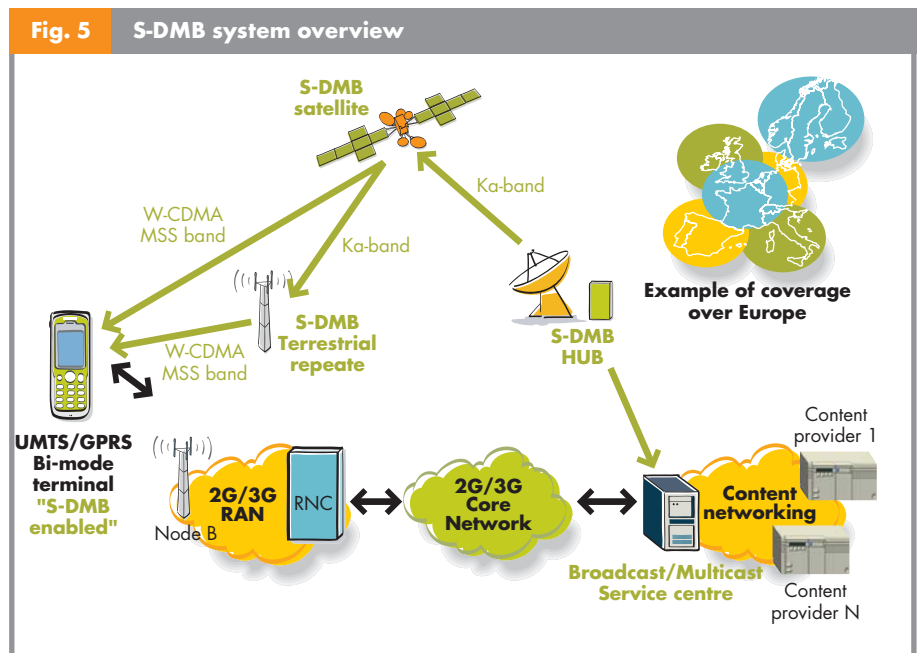 Fig. 5
S-DMB system overview
S-DMB
satellite
Ka-band
W-CDMA
MSS band
Ka-band
Example of coverage
over Europe
S-DMB
Terrestrial
repeate
S-DMB
HUB
W-CDMA
MSS band
UMTS/GPRS
Bi-mode
terminal
"S-DMB
enabled"
Node B
2G/3G
RAN
RNC
2G/3G
Core
Network
Content
networking
Content
provider 1
Broadcast/Multicast
Service centre
Content
provider N